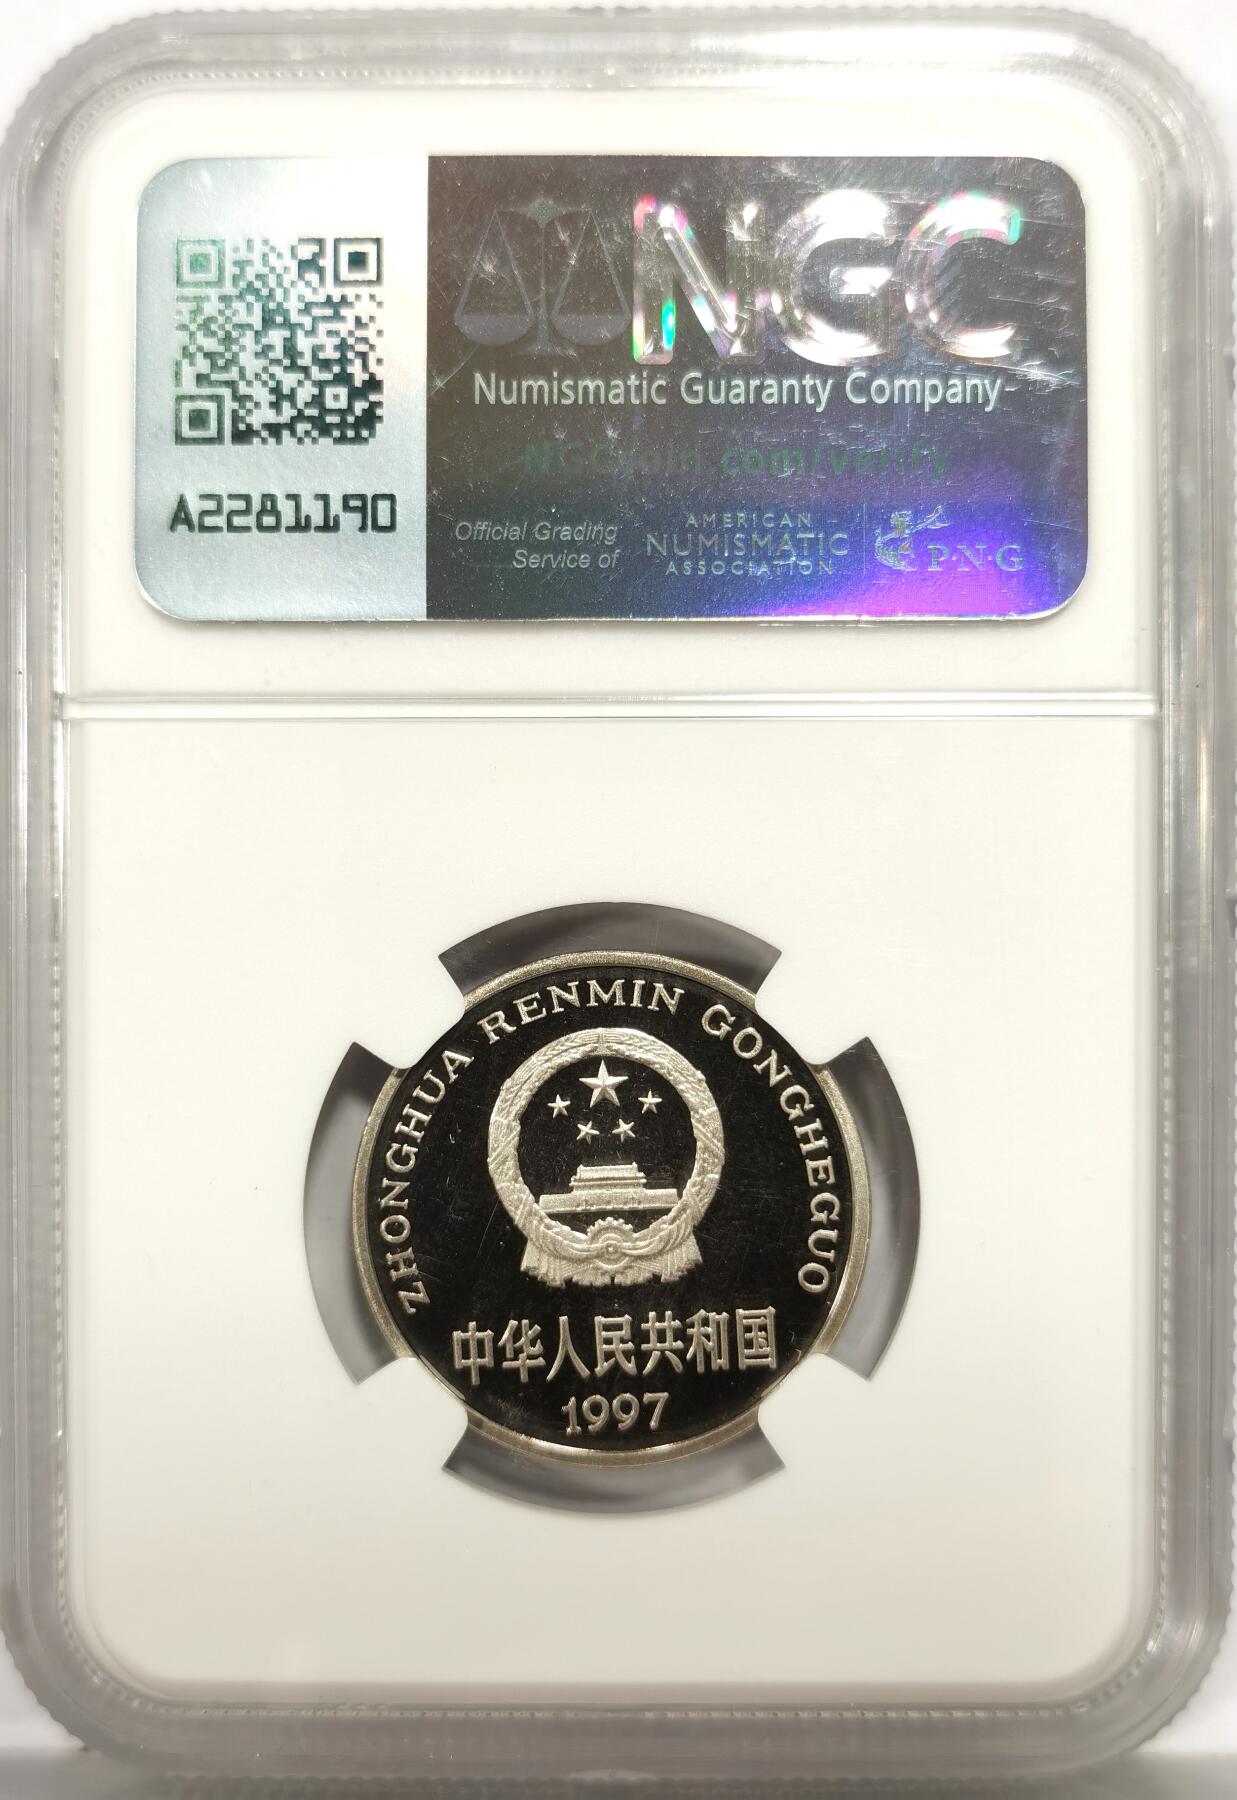 NGC
Numismatic Guaranty Company
NGCcoin.com/verify
A2281190
Official Grading
Service of
AMERICAN
NUMISMATIC
ASSOCIATION
P·N·G
ZHONGHUA RENMIN GONGHEGUO
中华人民共和国
1997